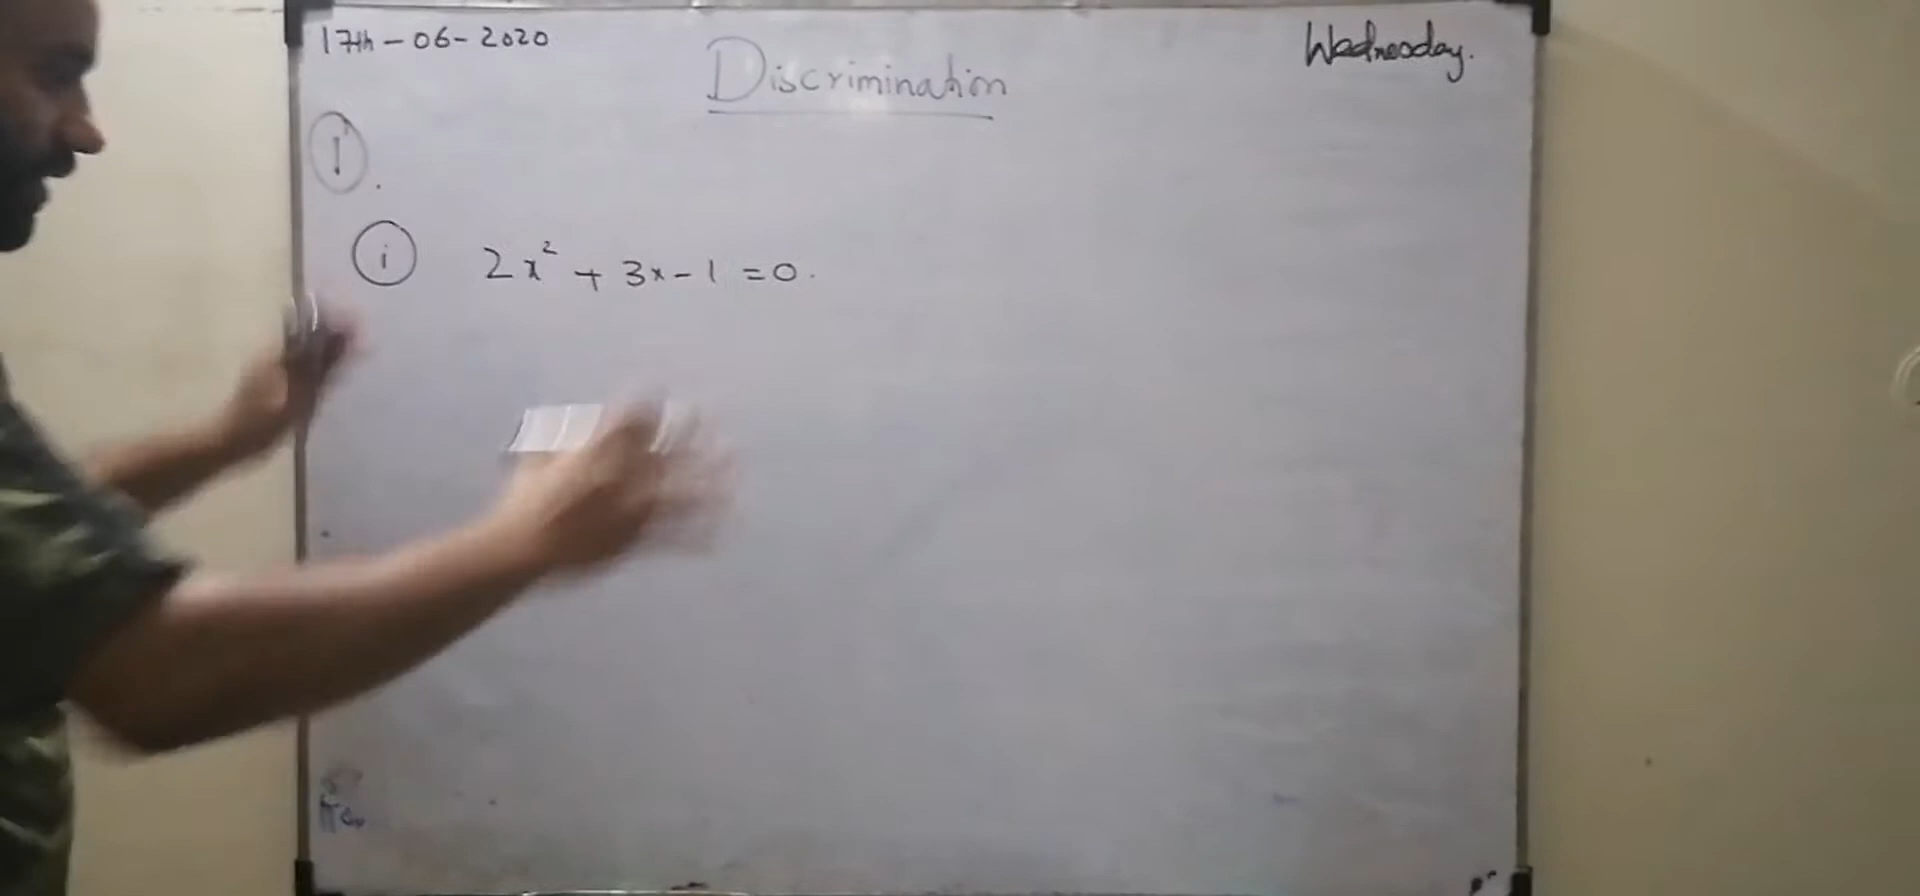 17th-06-2020
Wednesday.
Discrimination
1.
i 2x² + 3x - 1 = 0.